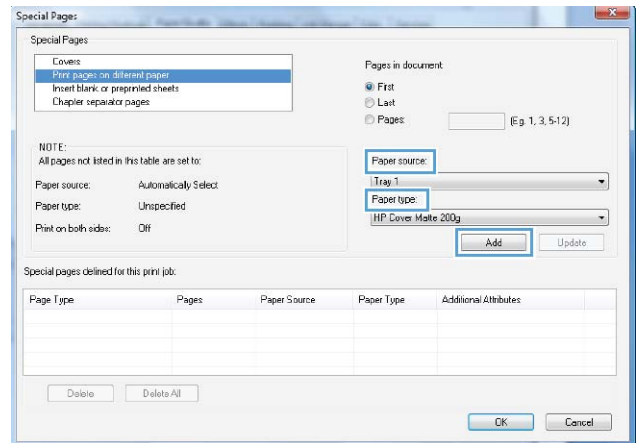 Special Pages
Special Pages
Covers
Print pages on different paper
Insert blank or preprinted sheets
Chapter separator pages
Pages in document
First
Last
Pages:
(Eg. 1, 3, 5-12)
NOTE:
All pages not listed in this table are set to:
Paper source: Automatically Select
Paper type: Unspecified
Print on both sides: Off
Paper source:
Tray 1
Paper type:
HP Cover Matte 200g
Add Update
Special pages defined for this print job:
Page Type Pages Paper Source Paper Type Additional Attributes
Delete Delete All
OK Cancel